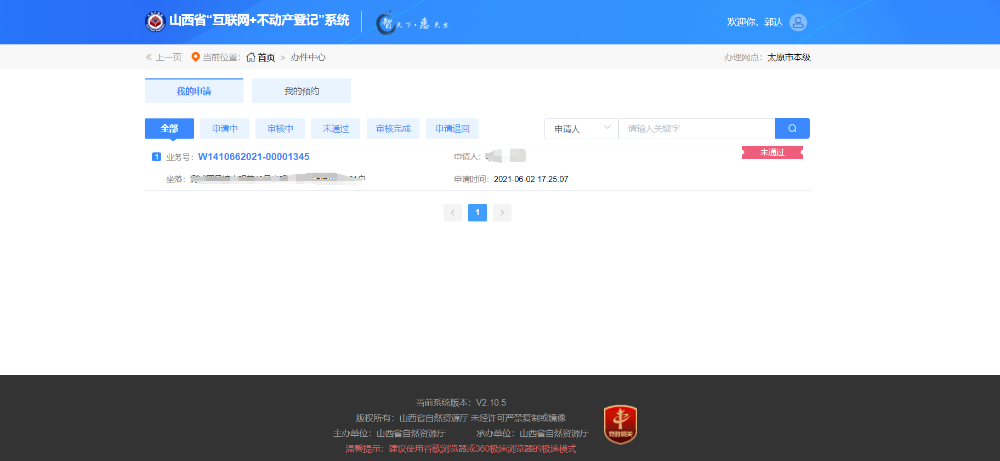 山西省“互联网+不动产登记”系统
智天下·惠民生
欢迎你，郭达
上一页 当前位置：首页 > 办件中心
办理网点：太原市本级
我的申请 我的预约
全部 申请中 审核中 未通过 审核完成 申请退回
申请人 请输入关键字
1 业务号：W1410662021-00001345 申请人： 未通过
坐落： 申请时间：2021-06-02 17:25:07
1
当前系统版本：V2.10.5
版权所有：山西省自然资源厅 未经许可严禁复制或镜像
主办单位：山西省自然资源厅 承办单位：山西省自然资源厅
温馨提示：建议使用谷歌浏览器或360极速浏览器的极速模式
党政机关